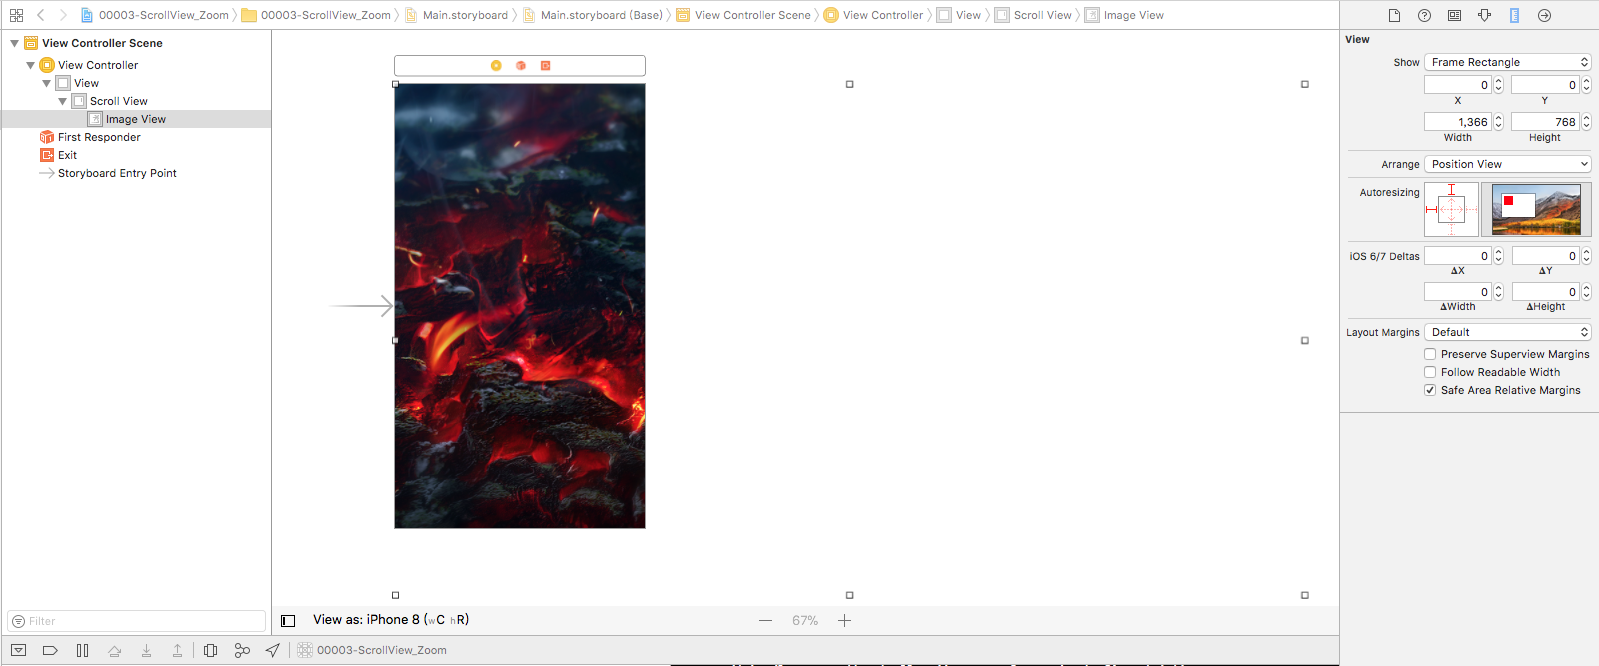 00003-ScrollView_Zoom 00003-ScrollView_Zoom Main.storyboard Main.storyboard (Base) View Controller Scene View Controller View Scroll View Image View
View Controller Scene
View Controller
View
Scroll View
Image View
First Responder
Exit
Storyboard Entry Point
Filter
View as: iPhone 8 (wC hR)
67%
00003-ScrollView_Zoom
View
Show Frame Rectangle
0 0
X Y
1,366 768
Width Height
Arrange Position View
Autoresizing
iOS 6/7 Deltas 0 0
ΔX ΔY
0 0
ΔWidth ΔHeight
Layout Margins Default
Preserve Superview Margins
Follow Readable Width
Safe Area Relative Margins